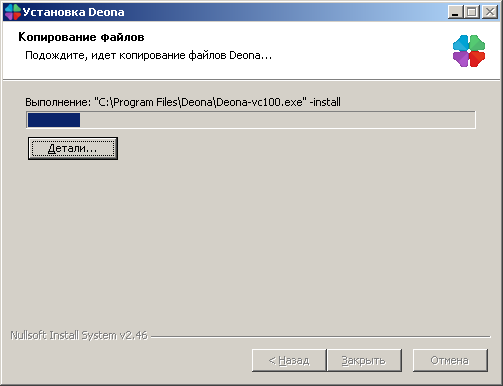 Установка Deona
Копирование файлов
Подождите, идет копирование файлов Deona...
Выполнение: "C:\Program Files\Deona\Deona-vc100.exe" -install
Детали...
Nullsoft Install System v2.46
< Назад
Закрыть
Отмена